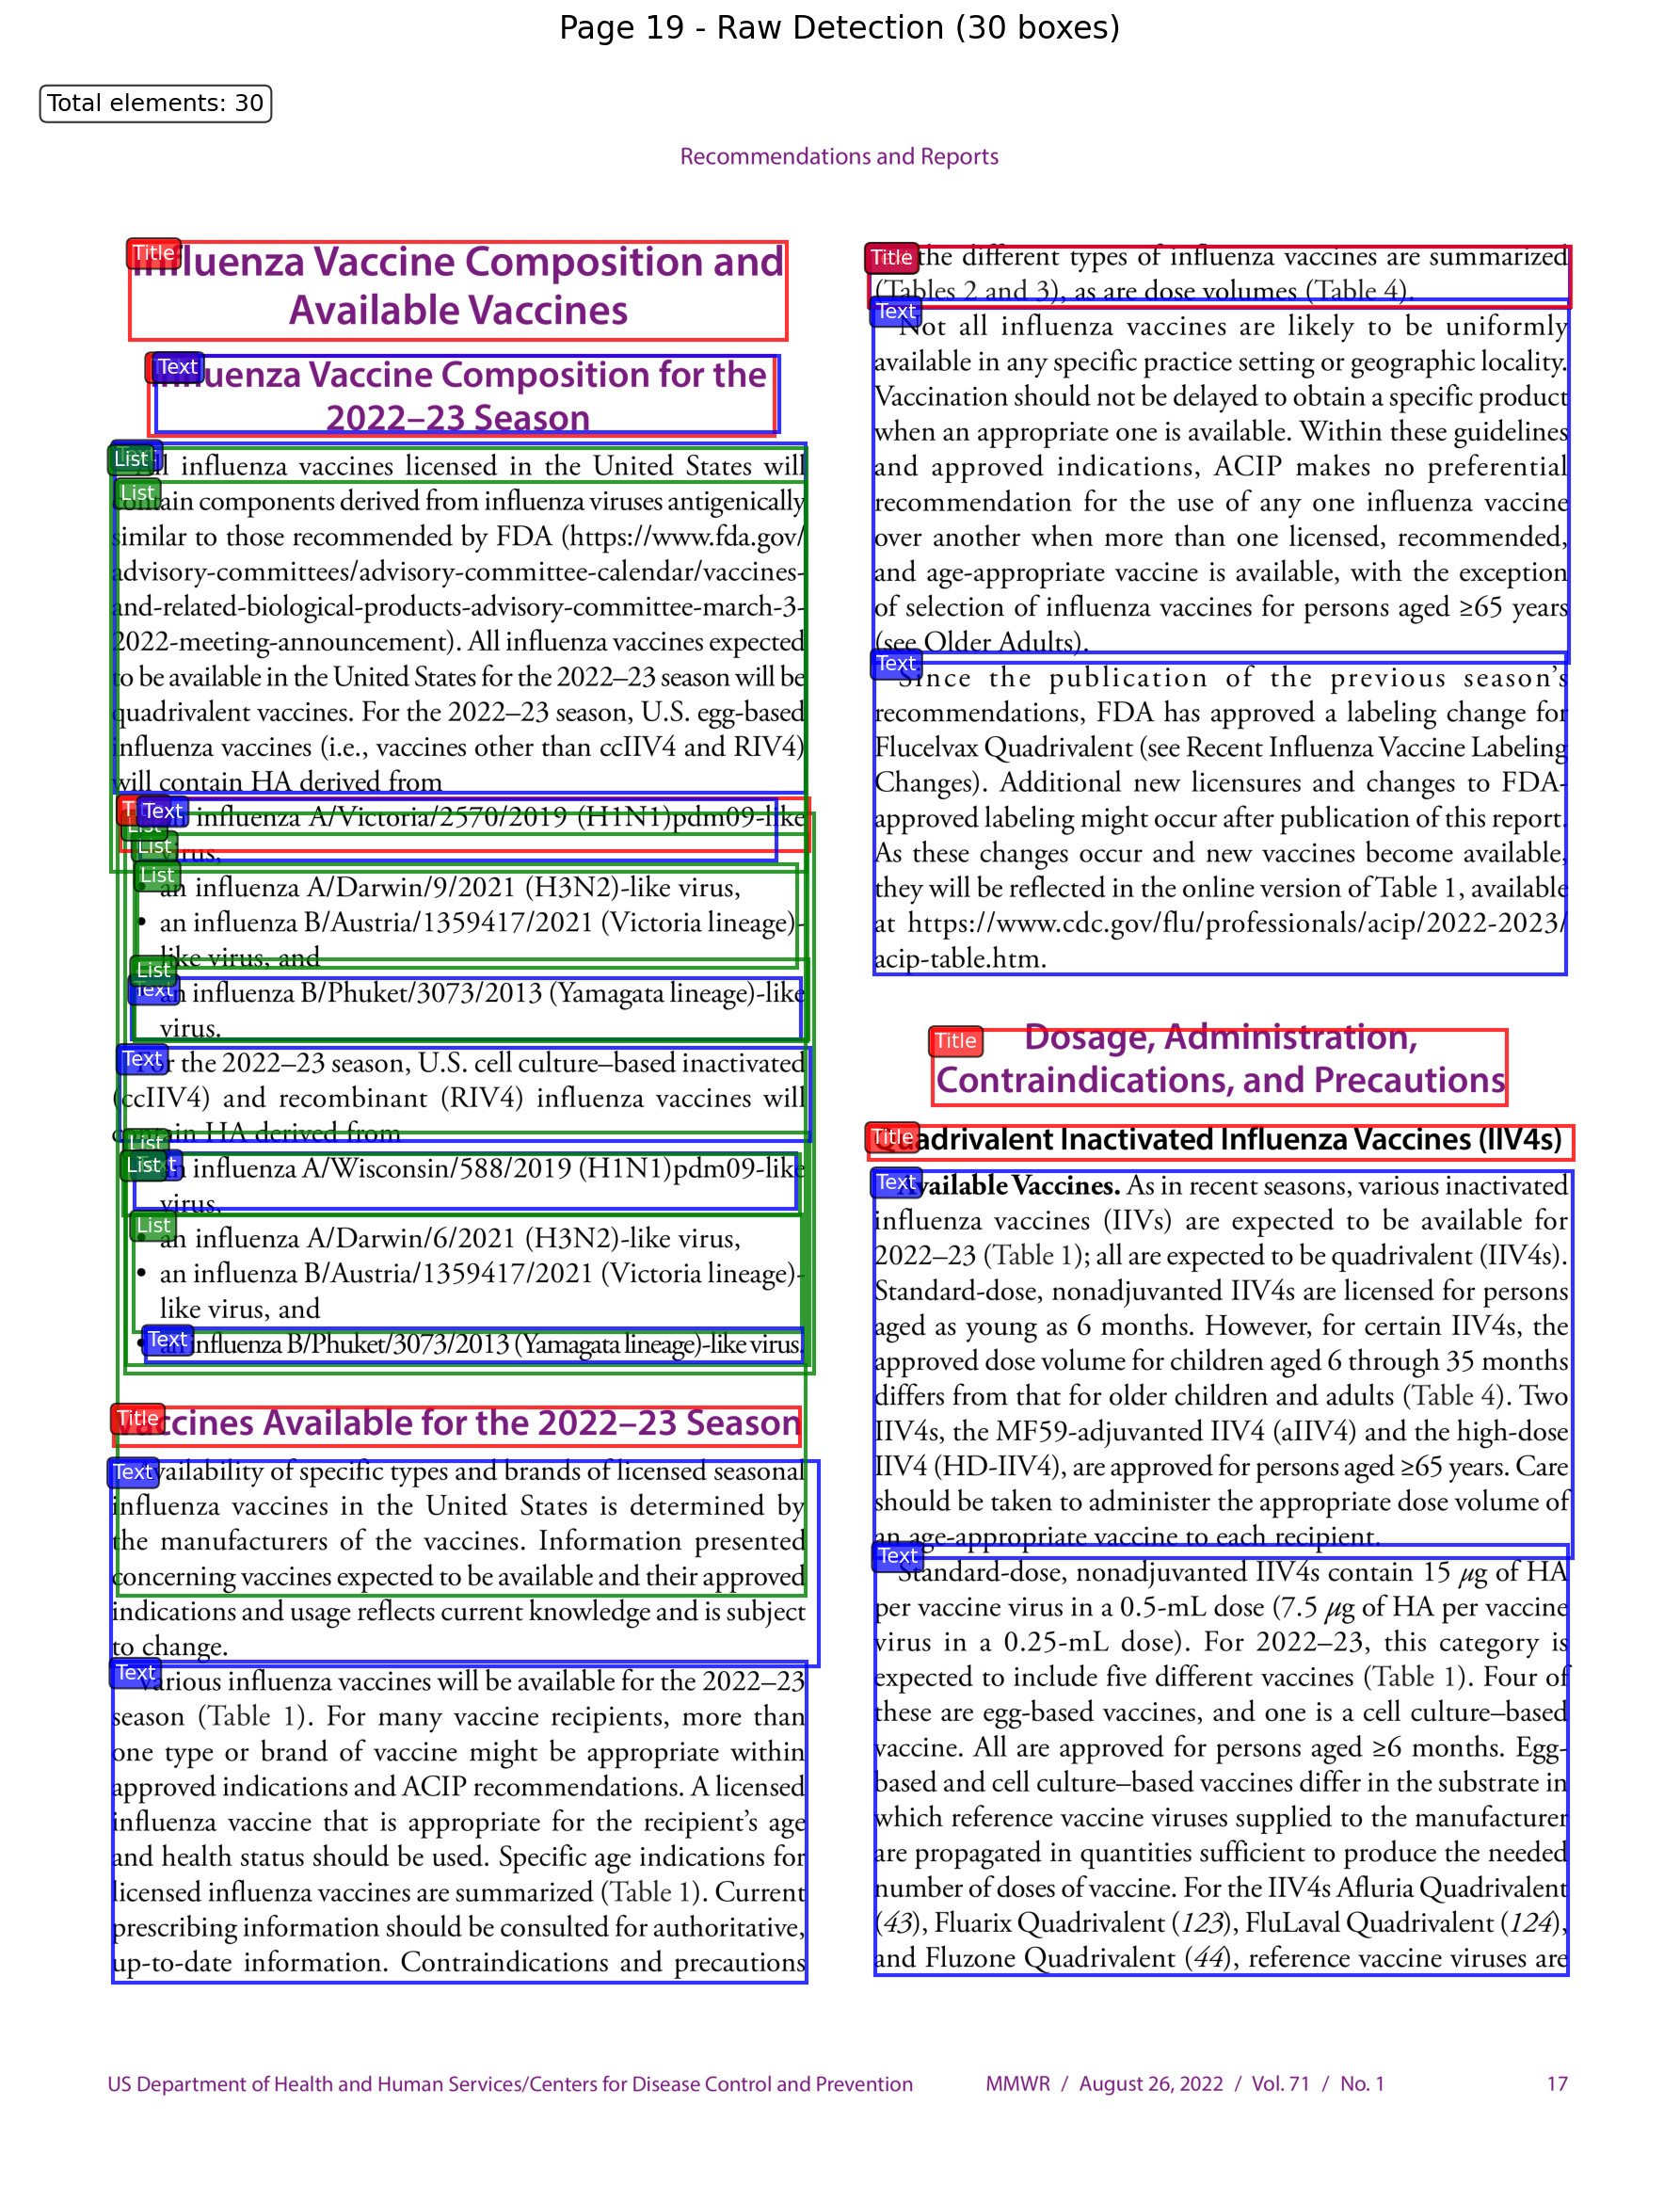 Page 19 - Raw Detection (30 boxes)
Total elements: 30
Recommendations and Reports
Title
Influenza Vaccine Composition and
Available Vaccines
Text
Influenza Vaccine Composition for the
2022–23 Season
List
All influenza vaccines licensed in the United States will
List
contain components derived from influenza viruses antigenically
similar to those recommended by FDA (https://www.fda.gov/
advisory-committees/advisory-committee-calendar/vaccines-
and-related-biological-products-advisory-committee-march-3-
2022-meeting-announcement). All influenza vaccines expected
to be available in the United States for the 2022–23 season will be
quadrivalent vaccines. For the 2022–23 season, U.S. egg-based
influenza vaccines (i.e., vaccines other than ccIIV4 and RIV4)
will contain HA derived from
Text
influenza A/Victoria/2570/2019 (H1N1)pdm09-like
List
List
virus,
List
an influenza A/Darwin/9/2021 (H3N2)-like virus,
• an influenza B/Austria/1359417/2021 (Victoria lineage)-
like virus, and
List
Text
an influenza B/Phuket/3073/2013 (Yamagata lineage)-like
virus.
Text
For the 2022–23 season, U.S. cell culture–based inactivated
(ccIIV4) and recombinant (RIV4) influenza vaccines will
contain HA derived from
List
List
an influenza A/Wisconsin/588/2019 (H1N1)pdm09-like
virus,
List
an influenza A/Darwin/6/2021 (H3N2)-like virus,
• an influenza B/Austria/1359417/2021 (Victoria lineage)-
like virus, and
Text
• an influenza B/Phuket/3073/2013 (Yamagata lineage)-like virus.
Title
Vaccines Available for the 2022–23 Season
Text
Availability of specific types and brands of licensed seasonal
influenza vaccines in the United States is determined by
the manufacturers of the vaccines. Information presented
concerning vaccines expected to be available and their approved
indications and usage reflects current knowledge and is subject
to change.
Text
Various influenza vaccines will be available for the 2022–23
season (Table 1). For many vaccine recipients, more than
one type or brand of vaccine might be appropriate within
approved indications and ACIP recommendations. A licensed
influenza vaccine that is appropriate for the recipient’s age
and health status should be used. Specific age indications for
licensed influenza vaccines are summarized (Table 1). Current
prescribing information should be consulted for authoritative,
up-to-date information. Contraindications and precautions
Title
the different types of influenza vaccines are summarized
(Tables 2 and 3), as are dose volumes (Table 4).
Text
Not all influenza vaccines are likely to be uniformly
available in any specific practice setting or geographic locality.
Vaccination should not be delayed to obtain a specific product
when an appropriate one is available. Within these guidelines
and approved indications, ACIP makes no preferential
recommendation for the use of any one influenza vaccine
over another when more than one licensed, recommended,
and age-appropriate vaccine is available, with the exception
of selection of influenza vaccines for persons aged ≥65 years
(see Older Adults).
Text
Since the publication of the previous season’s
recommendations, FDA has approved a labeling change for
Flucelvax Quadrivalent (see Recent Influenza Vaccine Labeling
Changes). Additional new licensures and changes to FDA-
approved labeling might occur after publication of this report.
As these changes occur and new vaccines become available,
they will be reflected in the online version of Table 1, available
at https://www.cdc.gov/flu/professionals/acip/2022-2023/
acip-table.htm.
Title
Dosage, Administration,
Contraindications, and Precautions
Title
Quadrivalent Inactivated Influenza Vaccines (IIV4s)
Text
Available Vaccines. As in recent seasons, various inactivated
influenza vaccines (IIVs) are expected to be available for
2022–23 (Table 1); all are expected to be quadrivalent (IIV4s).
Standard-dose, nonadjuvanted IIV4s are licensed for persons
aged as young as 6 months. However, for certain IIV4s, the
approved dose volume for children aged 6 through 35 months
differs from that for older children and adults (Table 4). Two
IIV4s, the MF59-adjuvanted IIV4 (aIIV4) and the high-dose
IIV4 (HD-IIV4), are approved for persons aged ≥65 years. Care
should be taken to administer the appropriate dose volume of
an age-appropriate vaccine to each recipient.
Text
Standard-dose, nonadjuvanted IIV4s contain 15 µg of HA
per vaccine virus in a 0.5-mL dose (7.5 µg of HA per vaccine
virus in a 0.25-mL dose). For 2022–23, this category is
expected to include five different vaccines (Table 1). Four of
these are egg-based vaccines, and one is a cell culture–based
vaccine. All are approved for persons aged ≥6 months. Egg-
based and cell culture–based vaccines differ in the substrate in
which reference vaccine viruses supplied to the manufacturer
are propagated in quantities sufficient to produce the needed
number of doses of vaccine. For the IIV4s Afluria Quadrivalent
(43), Fluarix Quadrivalent (123), FluLaval Quadrivalent (124),
and Fluzone Quadrivalent (44), reference vaccine viruses are
US Department of Health and Human Services/Centers for Disease Control and Prevention
MMWR / August 26, 2022 / Vol. 71 / No. 1
17